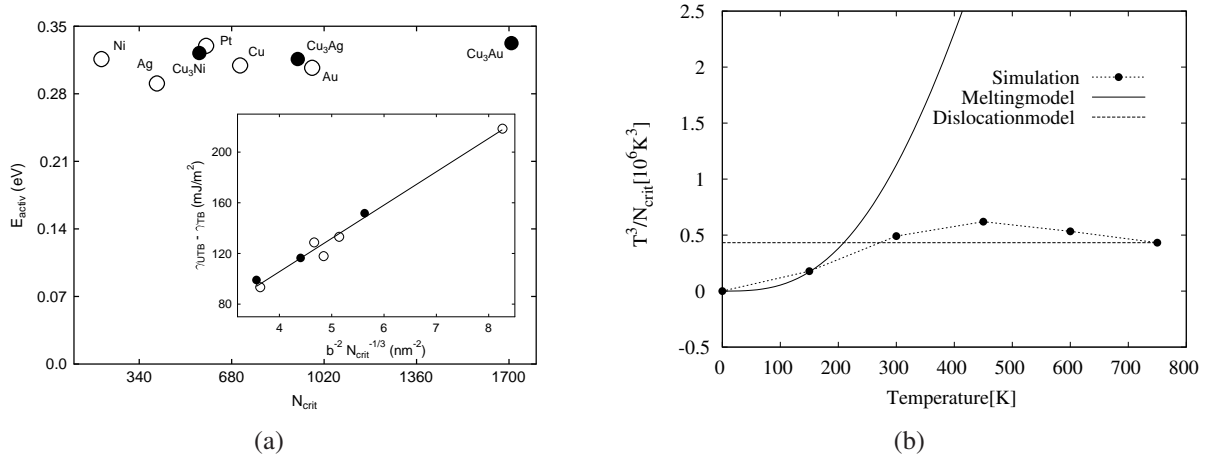 0.35
0.28
0.21
0.14
0.07
0.0
E_activ (eV)
340 680 1020 1360 1700
N_crit
Ni
Ag
Cu₃Ni
Pt
Cu
Cu₃Ag
Au
Cu₃Au
220
160
120
80
γ_UTB - γ_TB (mJ/m²)
4 5 6 7 8
b⁻² N_crit^-1/3 (nm⁻²)
(a)
2.5
2
1.5
1
0.5
0
-0.5
T³/N_crit[10⁶K³]
Simulation
Meltingmodel
Dislocationmodel
0 100 200 300 400 500 600 700 800
Temperature[K]
(b)